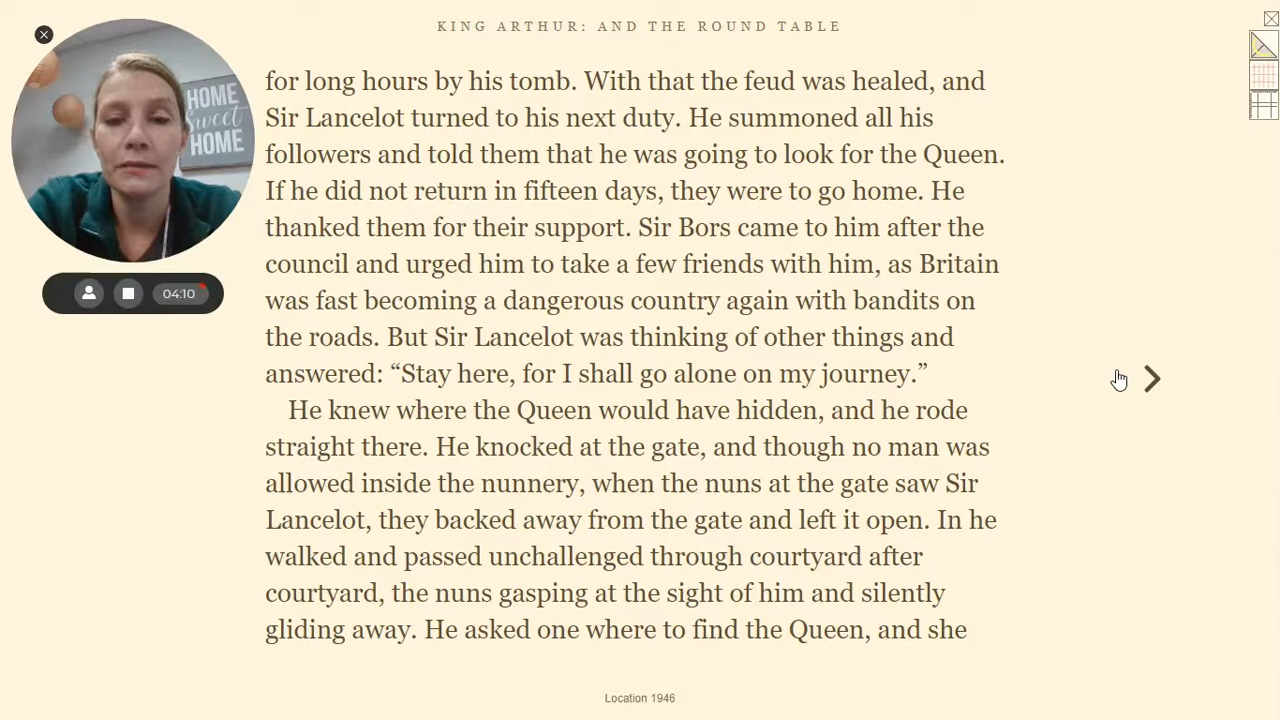 KING ARTHUR: AND THE ROUND TABLE
HOME
Sweet
HOME
04:10
for long hours by his tomb. With that the feud was healed, and
Sir Lancelot turned to his next duty. He summoned all his
followers and told them that he was going to look for the Queen.
If he did not return in fifteen days, they were to go home. He
thanked them for their support. Sir Bors came to him after the
council and urged him to take a few friends with him, as Britain
was fast becoming a dangerous country again with bandits on
the roads. But Sir Lancelot was thinking of other things and
answered: “Stay here, for I shall go alone on my journey.”
He knew where the Queen would have hidden, and he rode
straight there. He knocked at the gate, and though no man was
allowed inside the nunnery, when the nuns at the gate saw Sir
Lancelot, they backed away from the gate and left it open. In he
walked and passed unchallenged through courtyard after
courtyard, the nuns gasping at the sight of him and silently
gliding away. He asked one where to find the Queen, and she
Location 1946